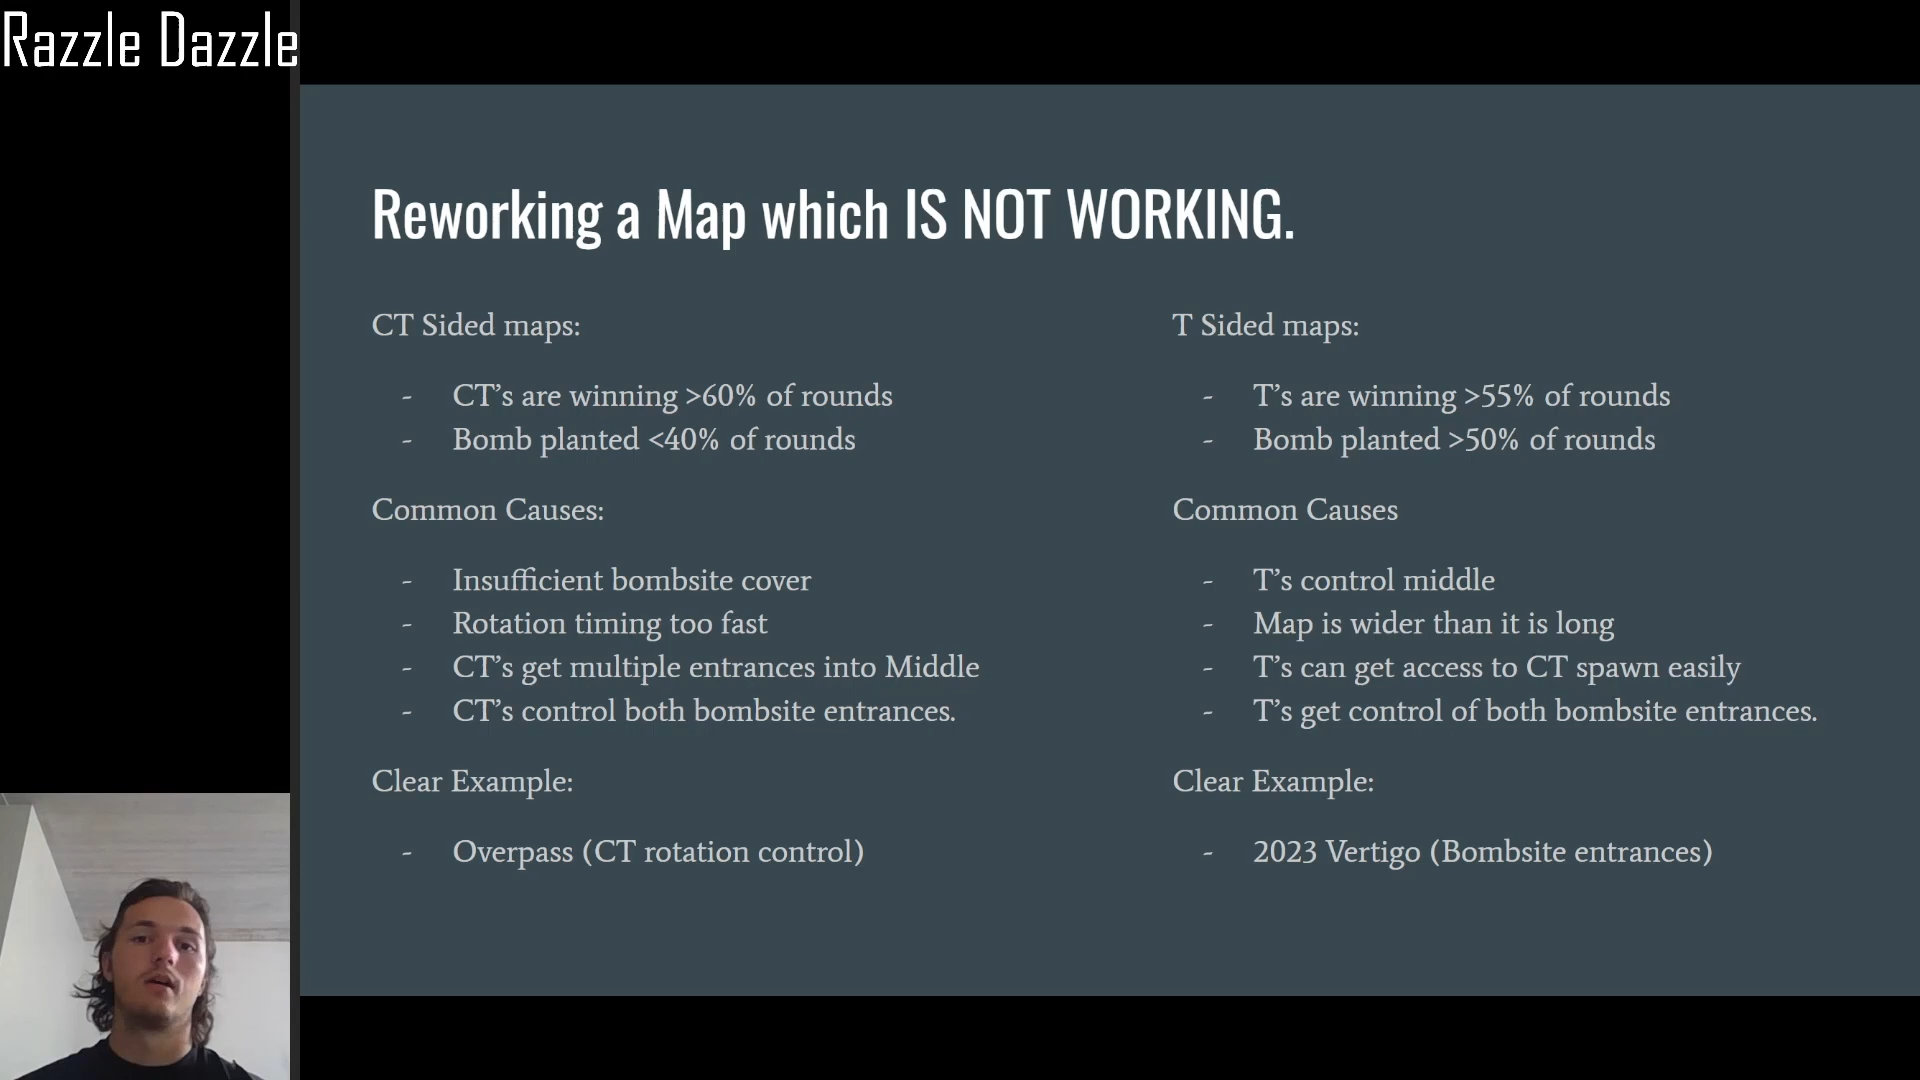 Razzle Dazzle
Reworking a Map which IS NOT WORKING.
CT Sided maps:
- CT’s are winning >60% of rounds
- Bomb planted <40% of rounds
Common Causes:
- Insufficient bombsite cover
- Rotation timing too fast
- CT’s get multiple entrances into Middle
- CT’s control both bombsite entrances.
Clear Example:
- Overpass (CT rotation control)
T Sided maps:
- T’s are winning >55% of rounds
- Bomb planted >50% of rounds
Common Causes
- T’s control middle
- Map is wider than it is long
- T’s can get access to CT spawn easily
- T’s get control of both bombsite entrances.
Clear Example:
- 2023 Vertigo (Bombsite entrances)